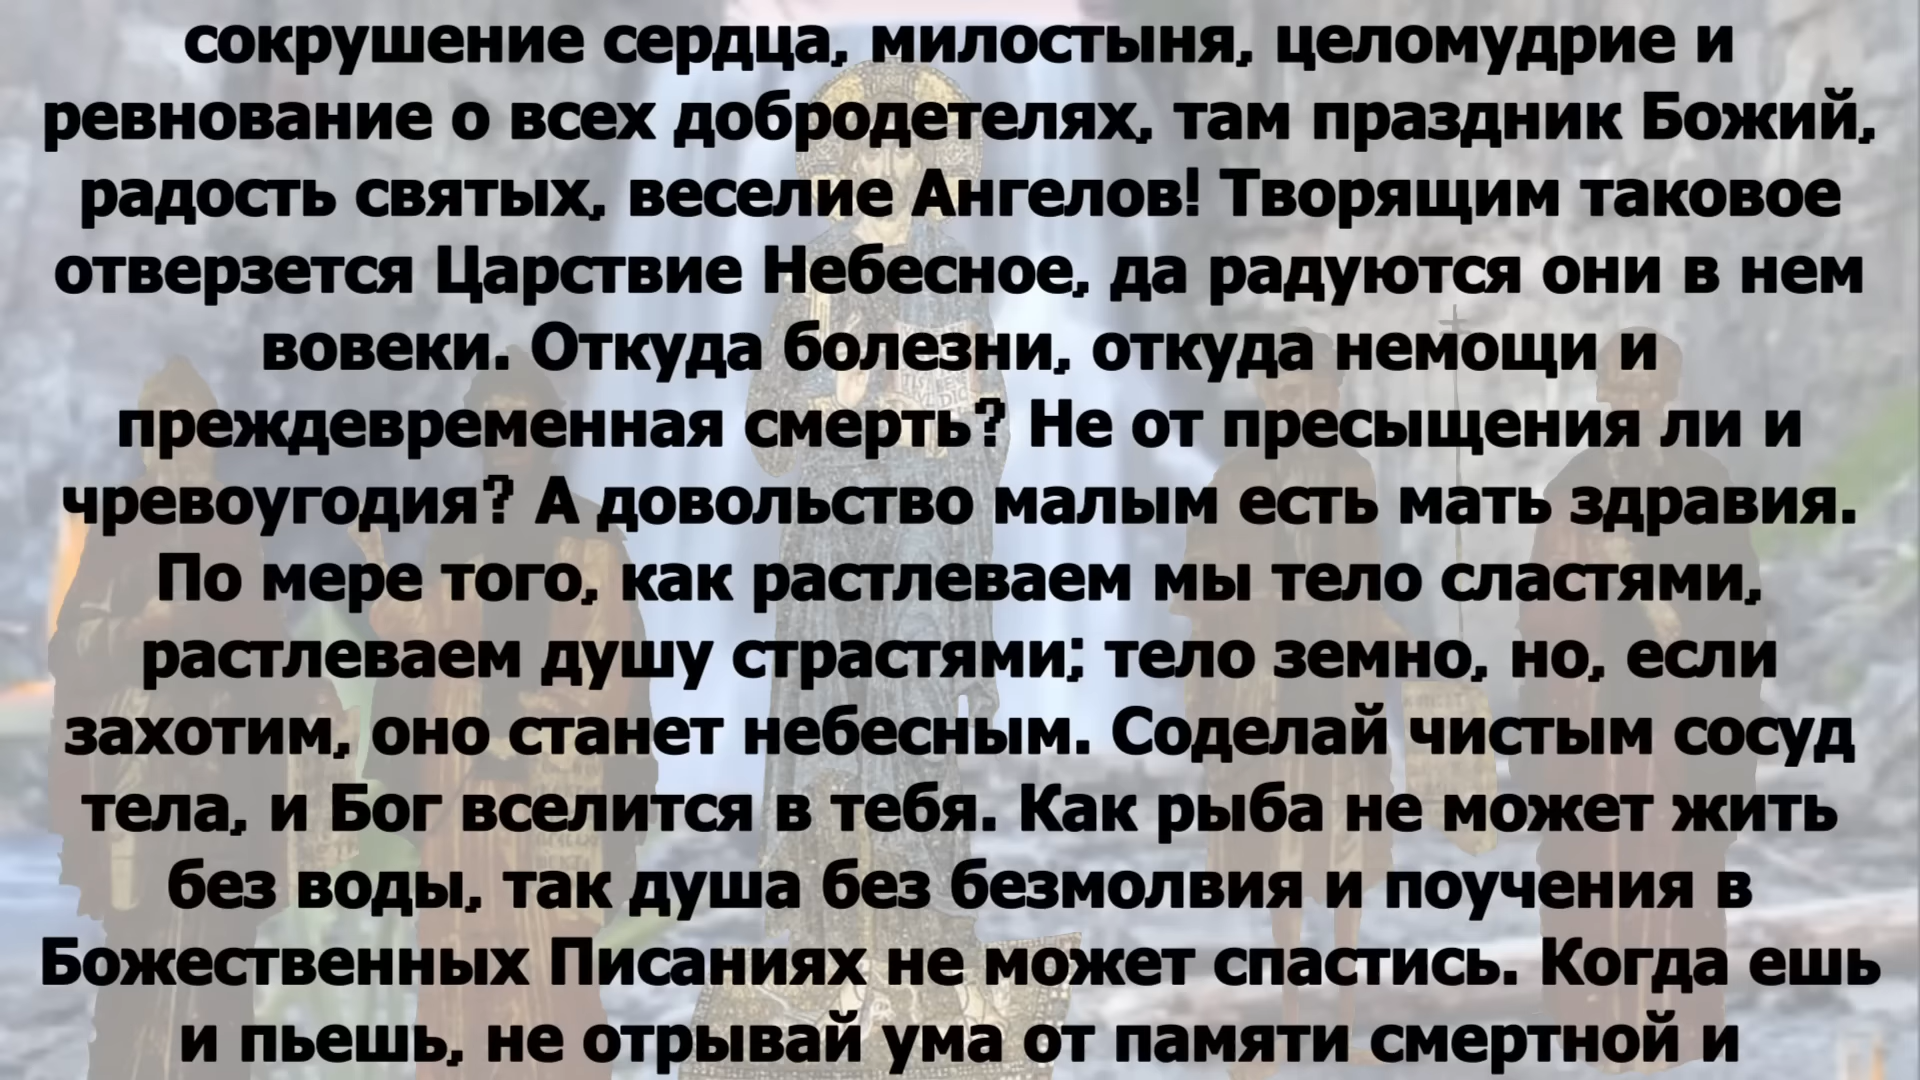 сокрушение сердца, милостыня, целомудрие и
ревнование о всех добродетелях, там праздник Божий,
радость святых, веселие Ангелов! Творящим таковое
отверзется Царствие Небесное, да радуются они в нем
вовеки. Откуда болезни, откуда немощи и
преждевременная смерть? Не от пресыщения ли и
чревоугодия? А довольство малым есть мать здравия.
По мере того, как растлеваем мы тело сластями,
растлеваем душу страстями; тело земно, но, если
захотим, оно станет небесным. Соделай чистым сосуд
тела, и Бог вселится в тебя. Как рыба не может жить
без воды, так душа без безмолвия и поучения в
Божественных Писаниях не может спастись. Когда ешь
и пьешь, не отрывай ума от памяти смертной и